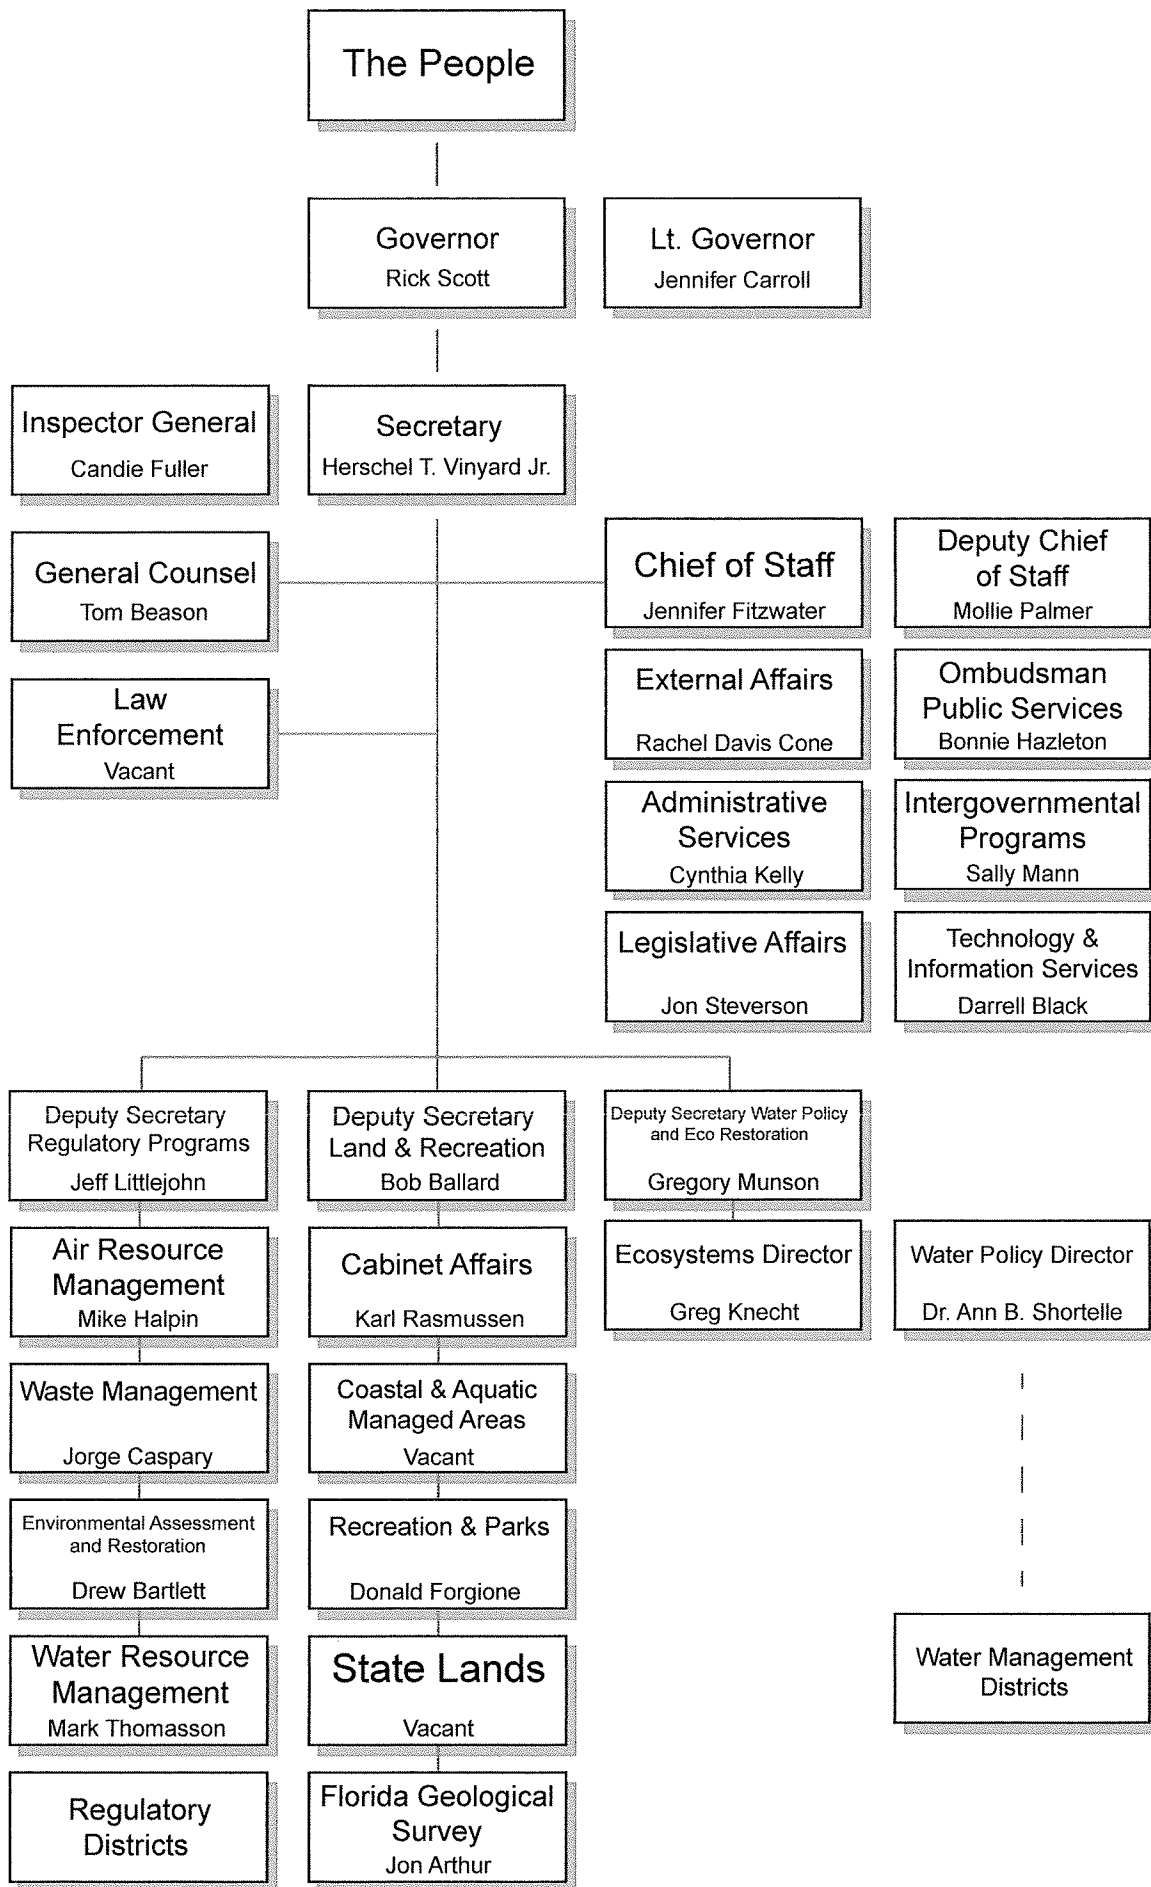 The People
Governor
Rick Scott
Lt. Governor
Jennifer Carroll
Inspector General
Candie Fuller
Secretary
Herschel T. Vinyard Jr.
General Counsel
Tom Beason
Chief of Staff
Jennifer Fitzwater
Deputy Chief
of Staff
Mollie Palmer
Law
Enforcement
Vacant
External Affairs
Rachel Davis Cone
Ombudsman
Public Services
Bonnie Hazleton
Administrative
Services
Cynthia Kelly
Intergovernmental
Programs
Sally Mann
Legislative Affairs
Jon Steverson
Technology &
Information Services
Darrell Black
Deputy Secretary
Regulatory Programs
Jeff Littlejohn
Deputy Secretary
Land & Recreation
Bob Ballard
Deputy Secretary Water Policy
and Eco Restoration
Gregory Munson
Air Resource
Management
Mike Halpin
Cabinet Affairs
Karl Rasmussen
Ecosystems Director
Greg Knecht
Water Policy Director
Dr. Ann B. Shortelle
Waste Management
Jorge Caspary
Coastal & Aquatic
Managed Areas
Vacant
Environmental Assessment
and Restoration
Drew Bartlett
Recreation & Parks
Donald Forgione
Water Resource
Management
Mark Thomasson
State Lands
Vacant
Water Management
Districts
Regulatory
Districts
Florida Geological
Survey
Jon Arthur